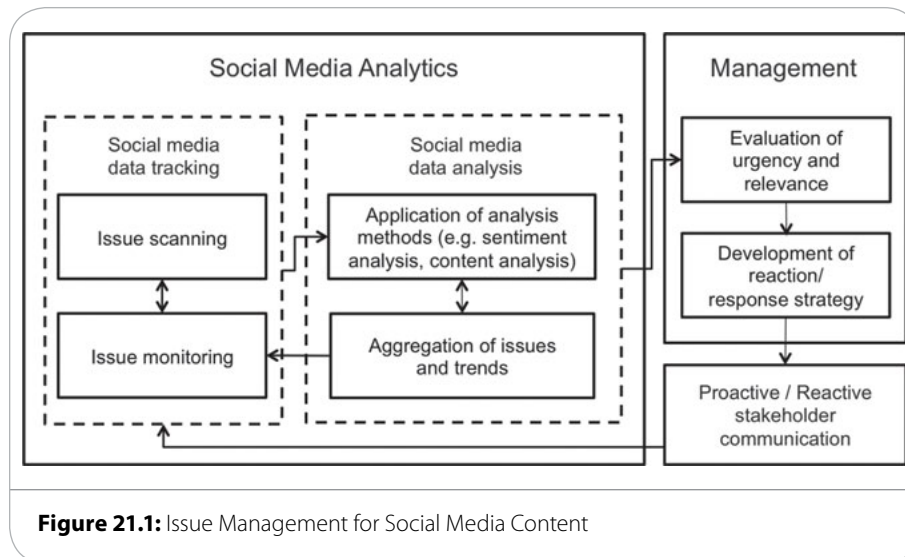 Social Media Analytics
Social media
data tracking
Issue scanning
Issue monitoring
Social media
data analysis
Application of analysis
methods (e.g. sentiment
analysis, content analysis)
Aggregation of issues
and trends
Management
Evaluation of
urgency and
relevance
Development of
reaction/
response strategy
Proactive / Reactive
stakeholder
communication
Figure 21.1: Issue Management for Social Media Content